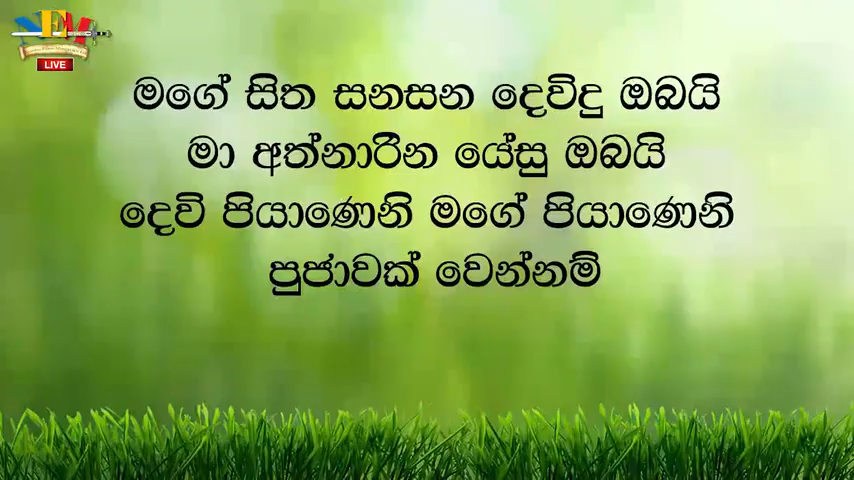 LIVE
මගේ සිත සනසන දෙවිදු ඔබයි
මා අත්නාරින යේසු ඔබයි
දෙවි පියාණෙනි මගේ පියාණෙනි
පුජාවක් වෙන්නම්